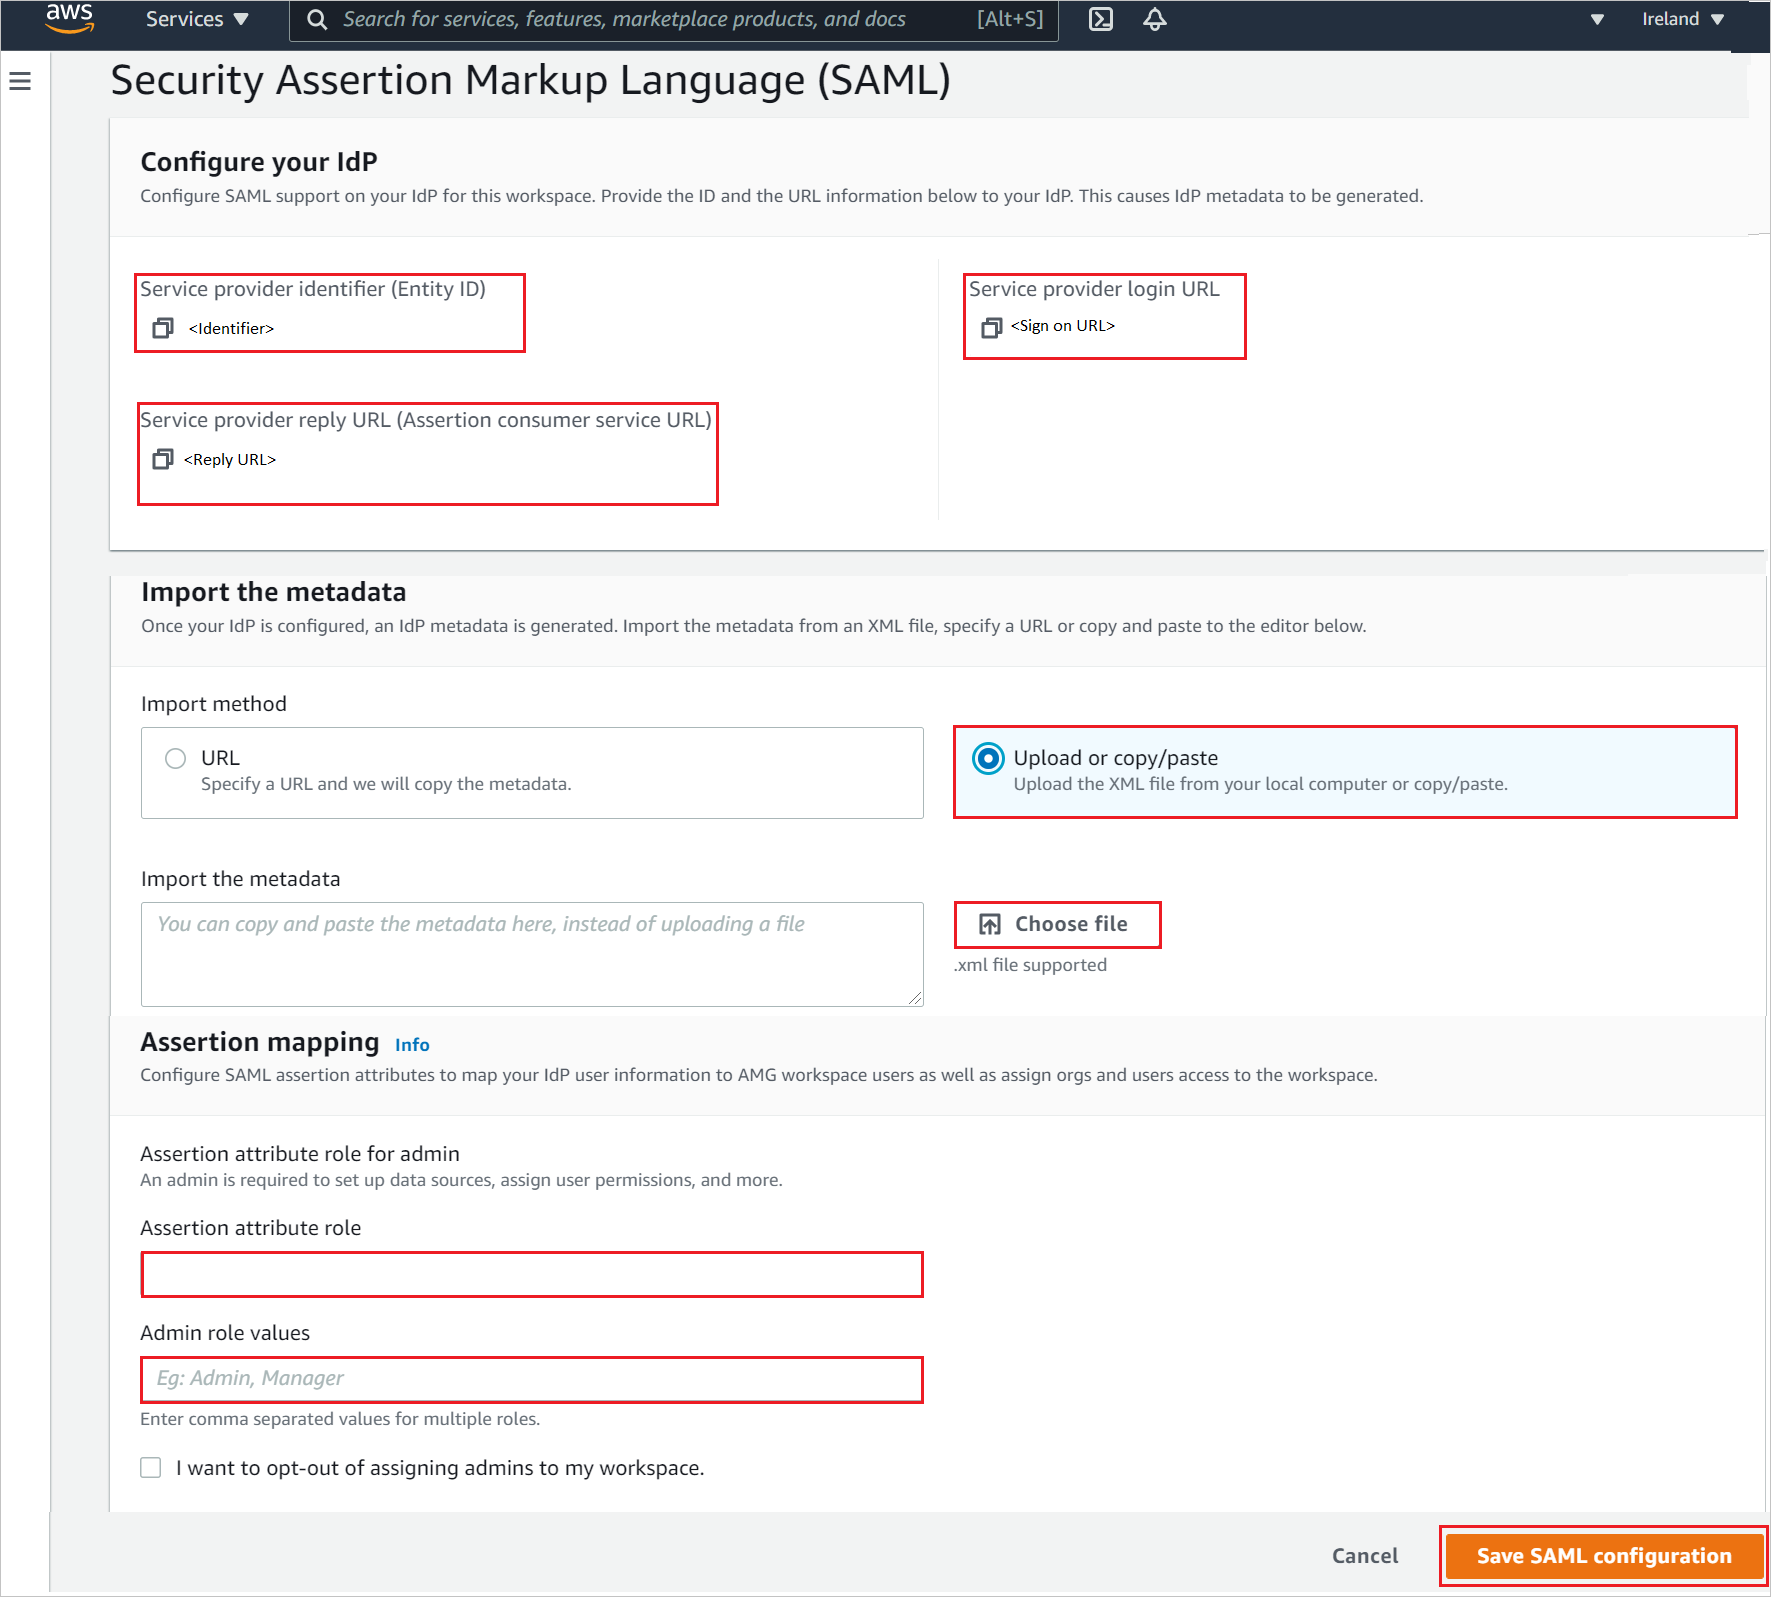 aws
Services
Search for services, features, marketplace products, and docs
[Alt+S]
Ireland
Security Assertion Markup Language (SAML)
Configure your IdP
Configure SAML support on your IdP for this workspace. Provide the ID and the URL information below to your IdP. This causes IdP metadata to be generated.
Service provider identifier (Entity ID)
<Identifier>
Service provider login URL
<Sign on URL>
Service provider reply URL (Assertion consumer service URL)
<Reply URL>
Import the metadata
Once your IdP is configured, an IdP metadata is generated. Import the metadata from an XML file, specify a URL or copy and paste to the editor below.
Import method
URL
Specify a URL and we will copy the metadata.
Upload or copy/paste
Upload the XML file from your local computer or copy/paste.
Import the metadata
You can copy and paste the metadata here, instead of uploading a file
Choose file
.xml file supported
Assertion mapping Info
Configure SAML assertion attributes to map your IdP user information to AMG workspace users as well as assign orgs and users access to the workspace.
Assertion attribute role for admin
An admin is required to set up data sources, assign user permissions, and more.
Assertion attribute role
Admin role values
Eg: Admin, Manager
Enter comma separated values for multiple roles.
I want to opt-out of assigning admins to my workspace.
Cancel
Save SAML configuration